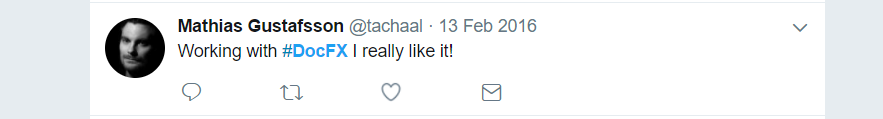 Mathias Gustafsson @tachaal · 13 Feb 2016
Working with #DocFX I really like it!